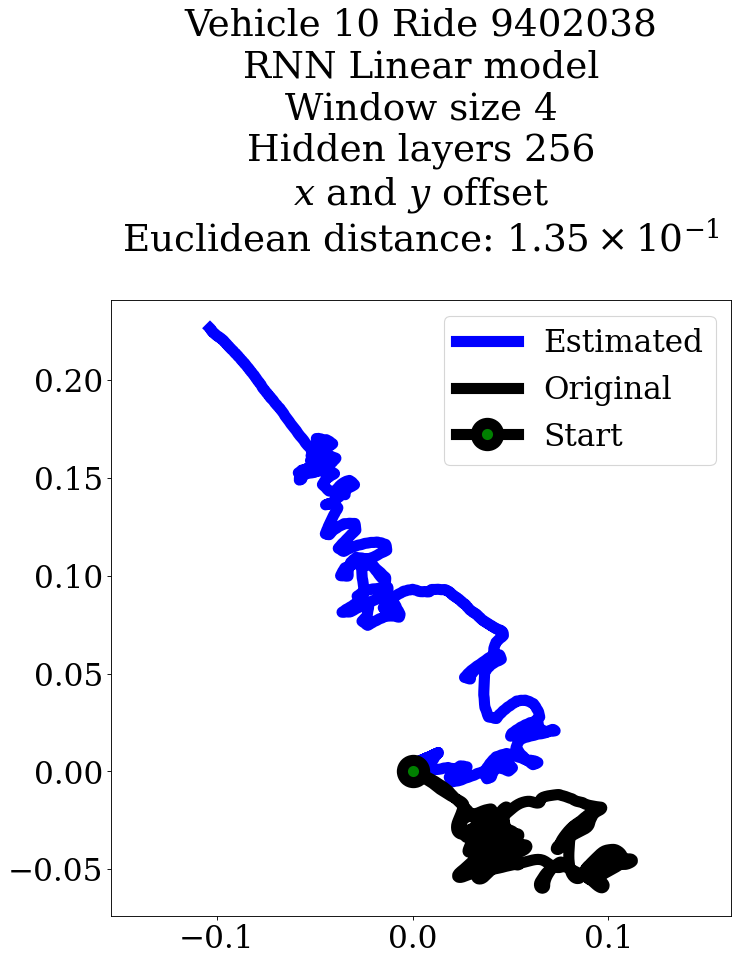 Vehicle 10 Ride 9402038
RNN Linear model
Window size 4
Hidden layers 256
x and y offset
Euclidean distance: 1.35 × 10⁻¹
Estimated
Original
Start
0.20
0.15
0.10
0.05
0.00
−0.05
−0.1
0.0
0.1